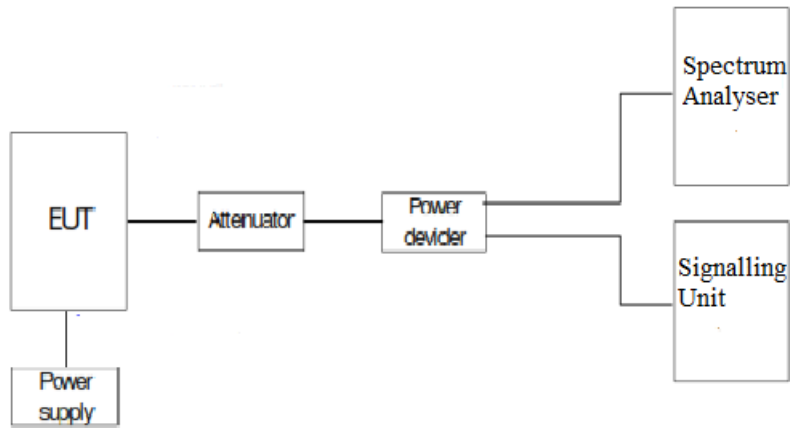 Spectrum
Analyser
EUT
Attenuator
Power
devider
Signalling
Unit
Power
supply